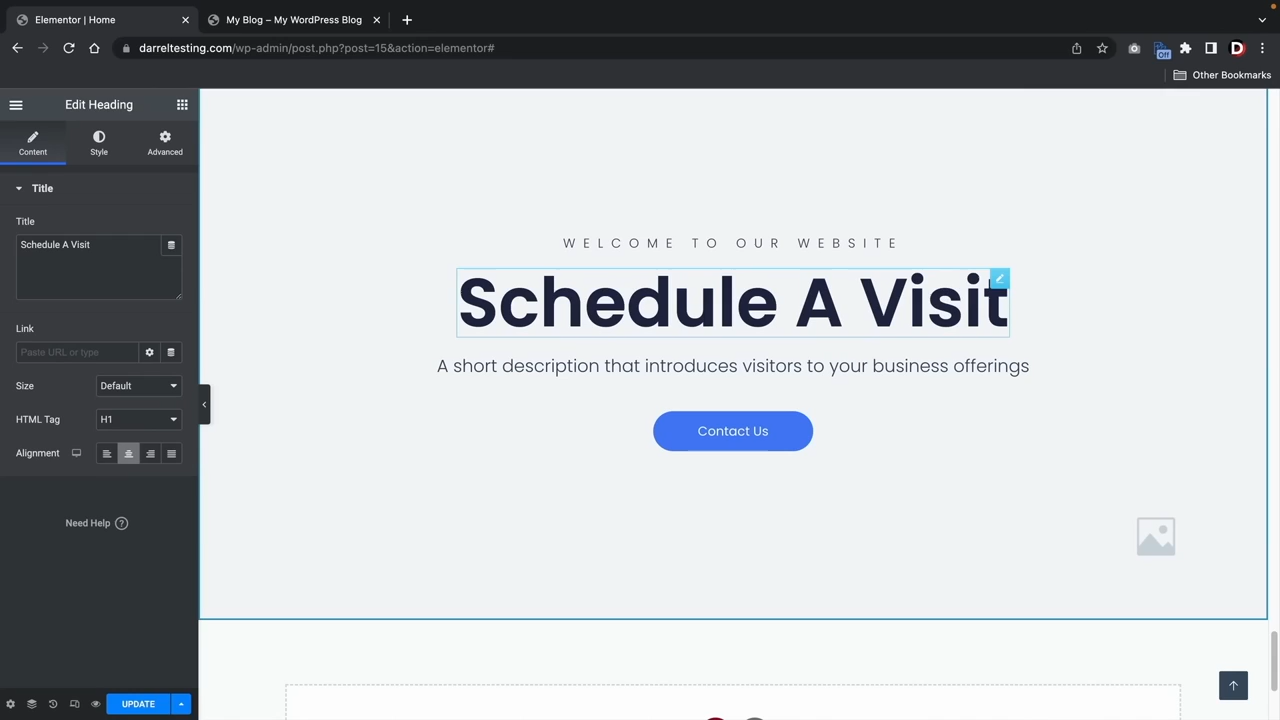 Elementor | Home
My Blog – My WordPress Blog
darreltesting.com/wp-admin/post.php?post=15&action=elementor#
Off
D
Other Bookmarks
Edit Heading
Content
Style
Advanced
Title
Title
Schedule A Visit
Link
Paste URL or type
Size
Default
HTML Tag
H1
Alignment
Need Help ?
UPDATE
WELCOME TO OUR WEBSITE
Schedule A Visit
A short description that introduces visitors to your business offerings
Contact Us